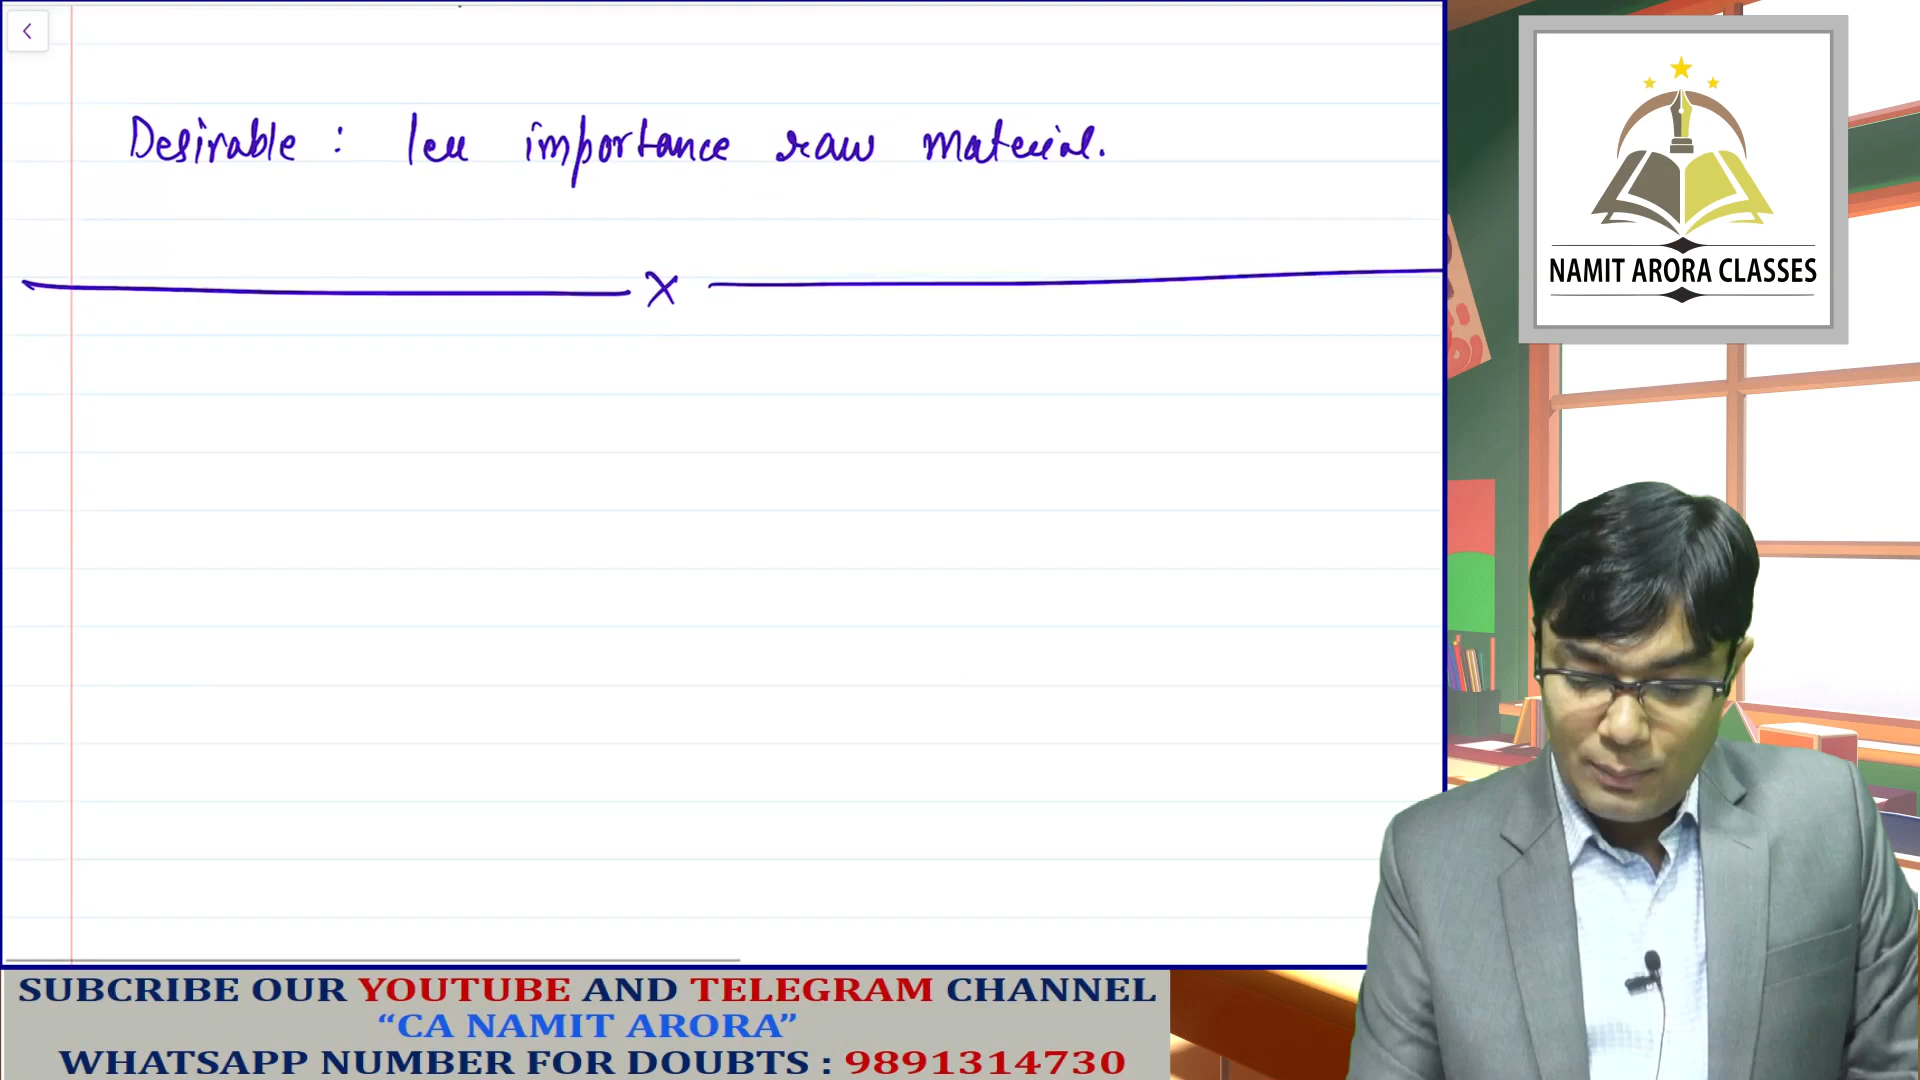 Desirable : less importance raw material.
x
NAMIT ARORA CLASSES
SUBCRIBE OUR YOUTUBE AND TELEGRAM CHANNEL
“CA NAMIT ARORA”
WHATSAPP NUMBER FOR DOUBTS : 9891314730